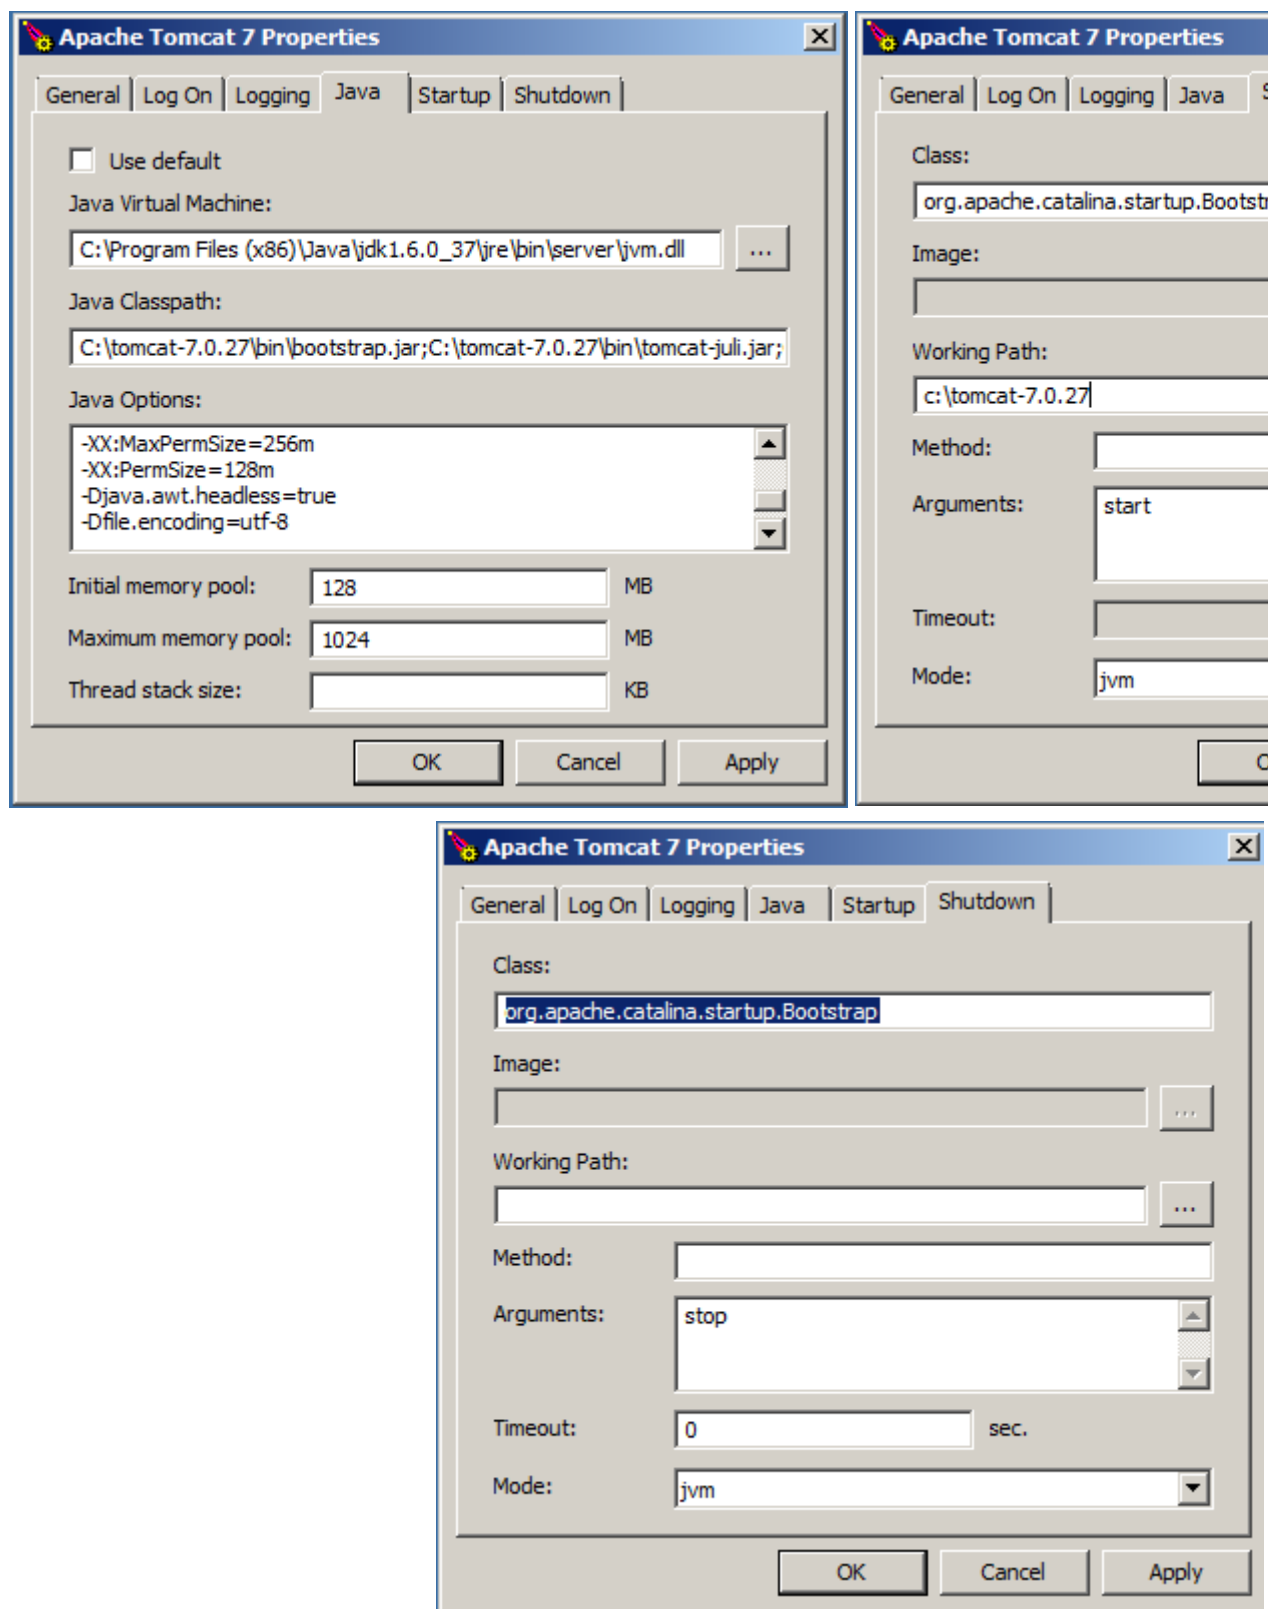 Apache Tomcat 7 Properties
General Log On Logging Java Startup Shutdown
Use default
Java Virtual Machine:
C:\Program Files (x86)\Java\jdk1.6.0_37\jre\bin\server\jvm.dll ...
Java Classpath:
C:\tomcat-7.0.27\bin\bootstrap.jar;C:\tomcat-7.0.27\bin\tomcat-juli.jar;
Java Options:
-XX:MaxPermSize=256m
-XX:PermSize=128m
-Djava.awt.headless=true
-Dfile.encoding=utf-8
Initial memory pool: 128 MB
Maximum memory pool: 1024 MB
Thread stack size: KB
OK Cancel Apply
Apache Tomcat 7 Properties
General Log On Logging Java
Class:
org.apache.catalina.startup.Bootst
Image:
Working Path:
c:\tomcat-7.0.27
Method:
Arguments: start
Timeout:
Mode: jvm
Apache Tomcat 7 Properties
General Log On Logging Java Startup Shutdown
Class:
org.apache.catalina.startup.Bootstrap
Image:
...
Working Path:
...
Method:
Arguments: stop
Timeout: 0 sec.
Mode: jvm
OK Cancel Apply